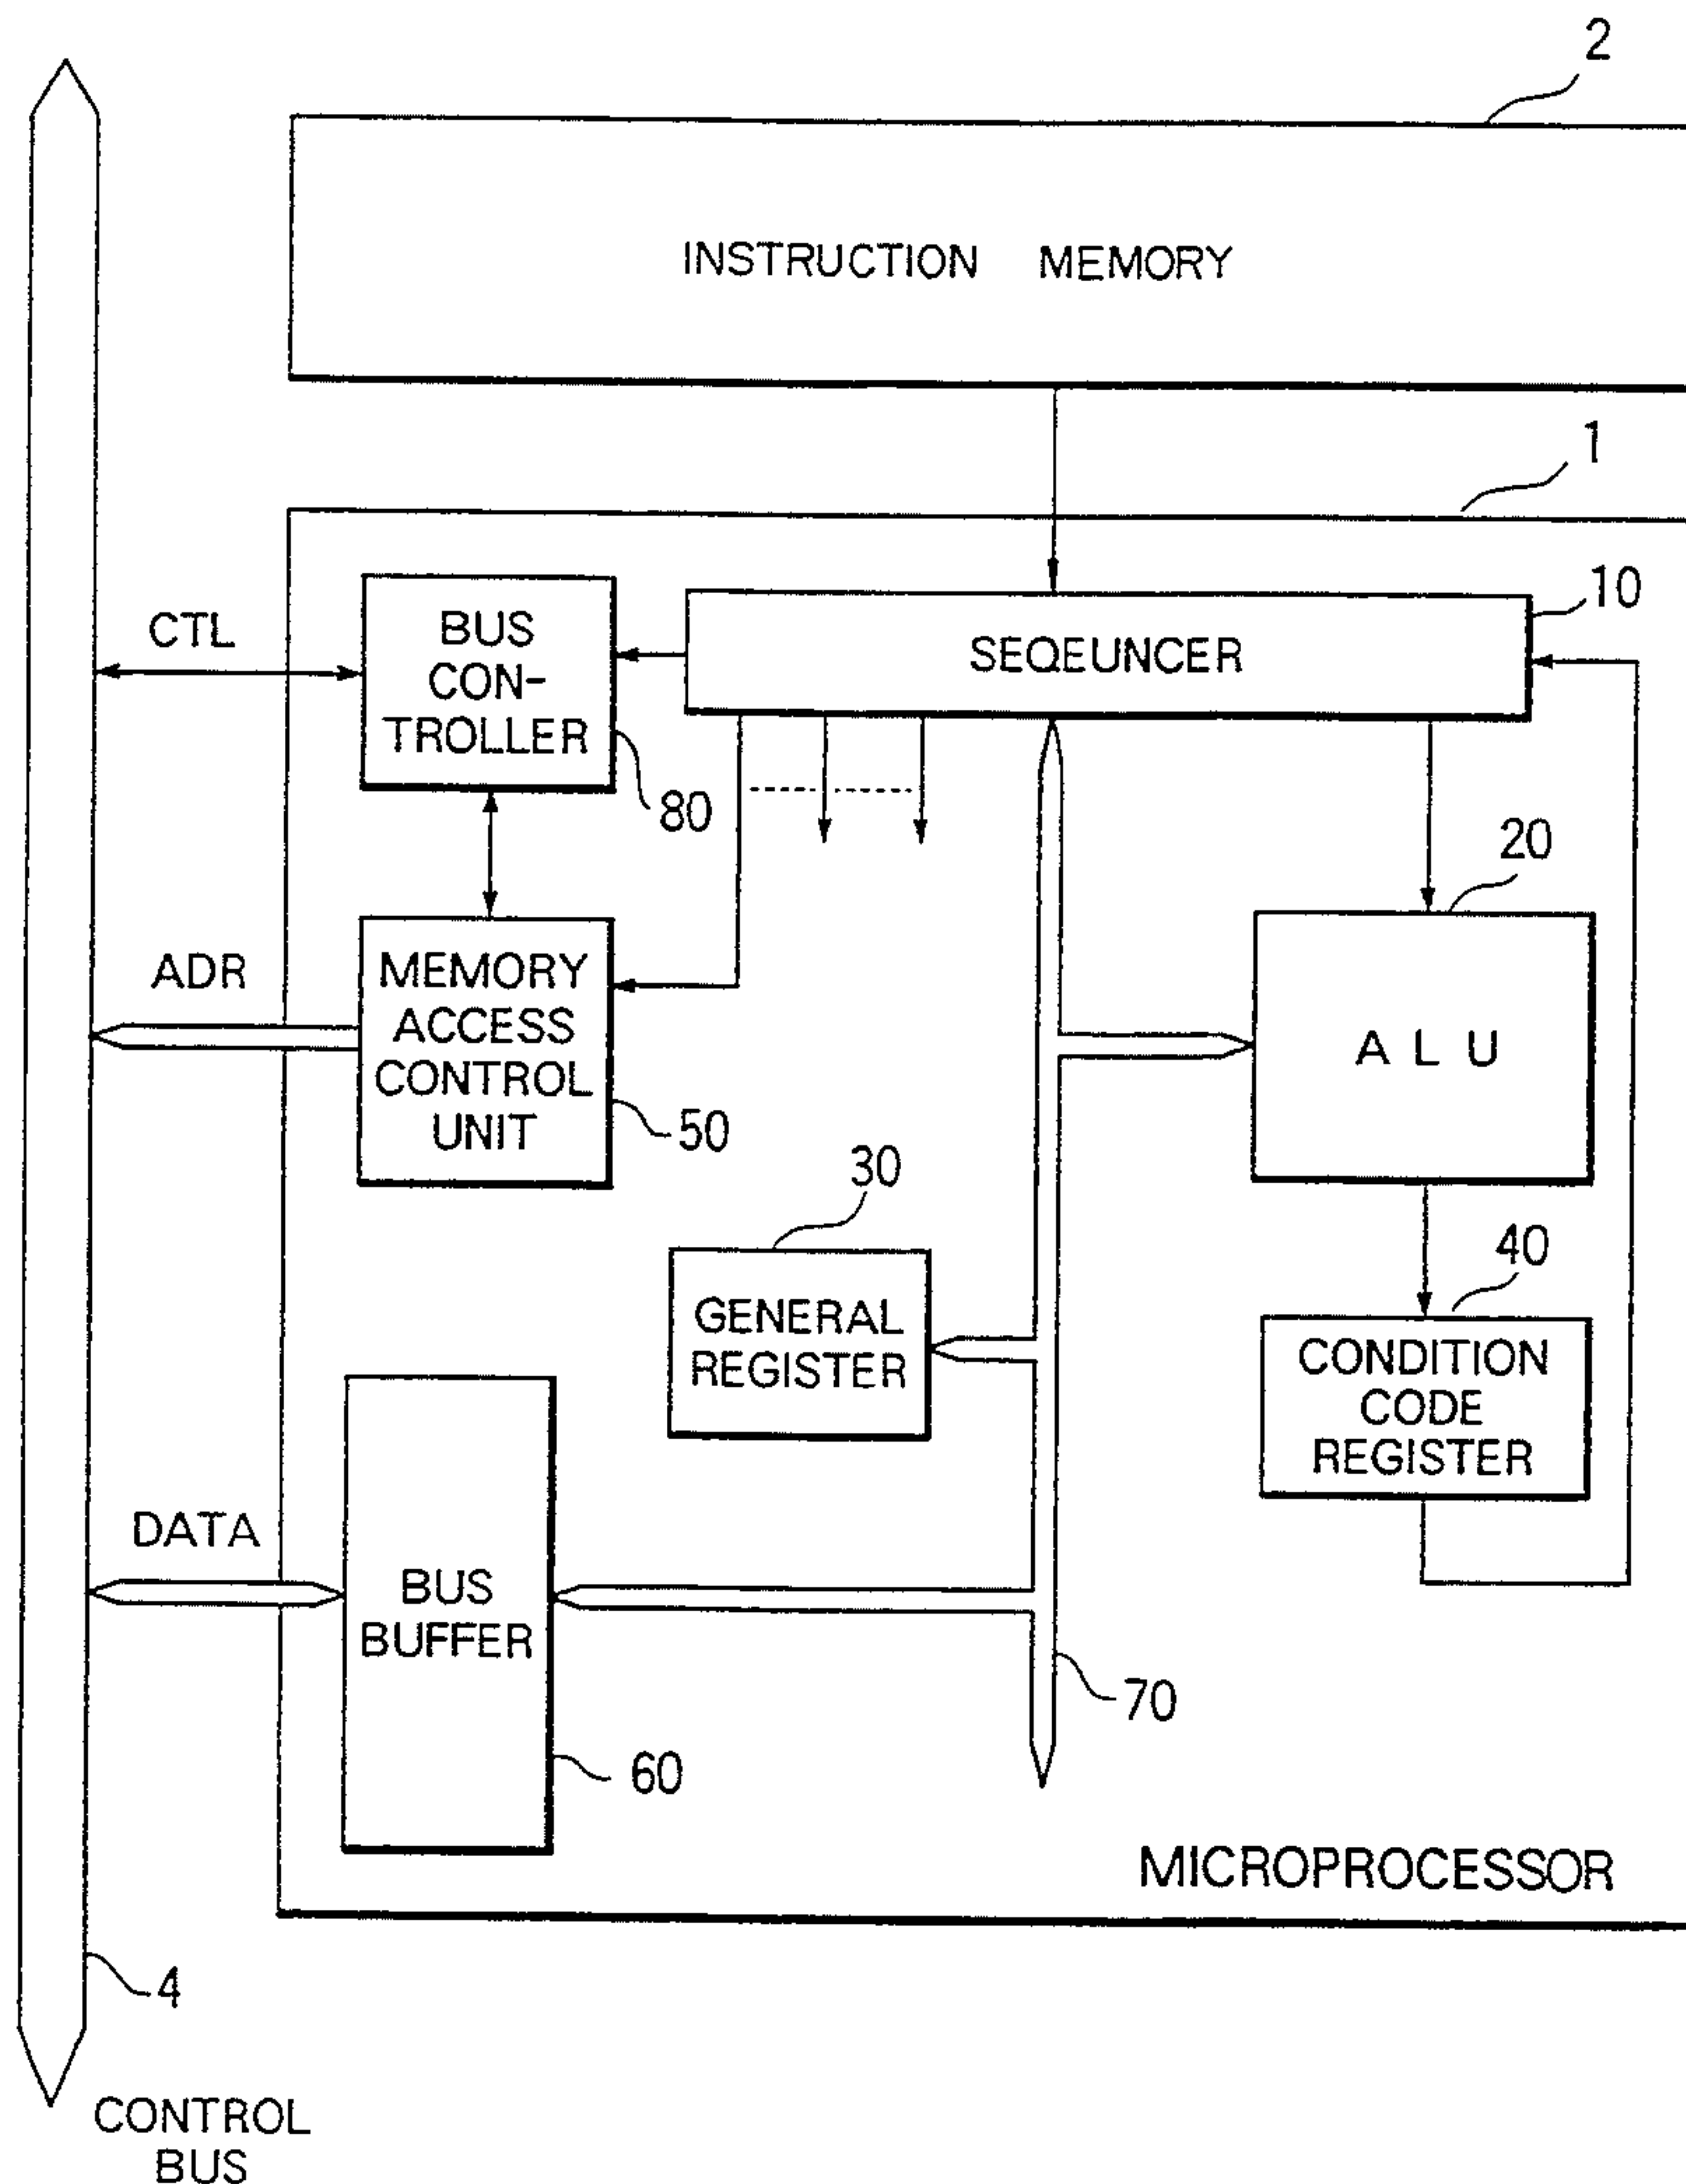 2
INSTRUCTION MEMORY
1
10
CTL
BUS
CON-
TROLLER
SEQEUNCER
80
20
ADR
MEMORY
ACCESS
CONTROL
UNIT
ALU
50
30
40
GENERAL
REGISTER
CONDITION
CODE
REGISTER
DATA
BUS
BUFFER
70
60
MICROPROCESSOR
4
CONTROL
BUS